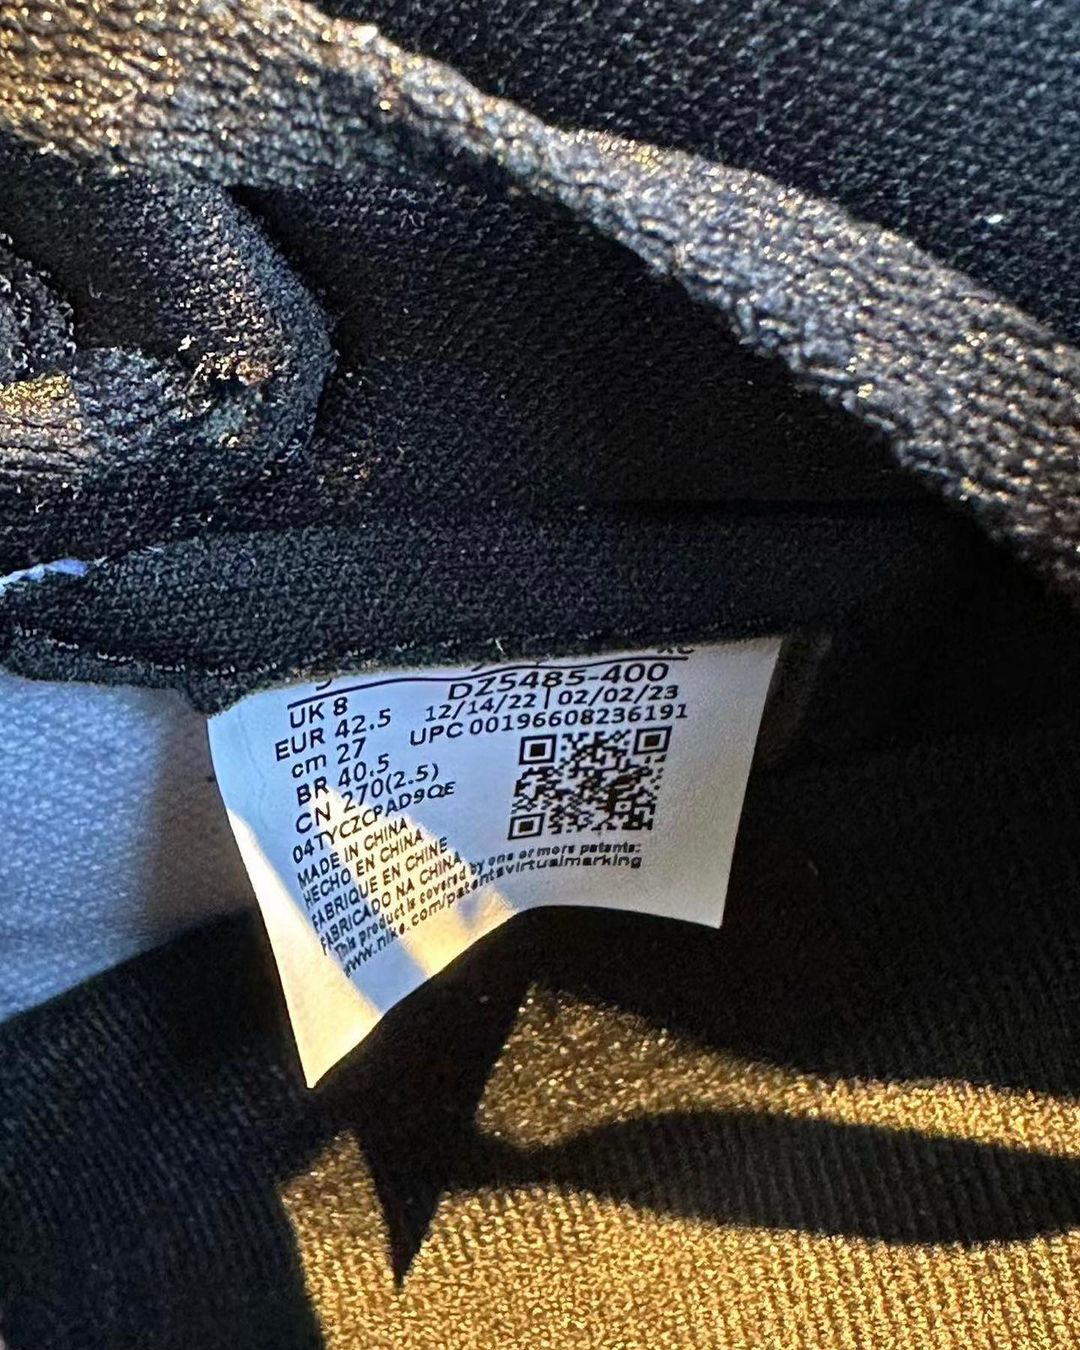 DZ5485-400
UK 8
12/14/22 | 02/02/23
EUR 42.5
UPC 00196608236191
cm 27
BR 40.5
CN 270(2.5)
04TYCZCPAD9QE
MADE IN CHINA
HECHO EN CHINA
FABRIQUE EN CHINE
FABRICADO NA CHINA
This product is covered by one or more patents:
www.nike.com/patentsvirtualmarking